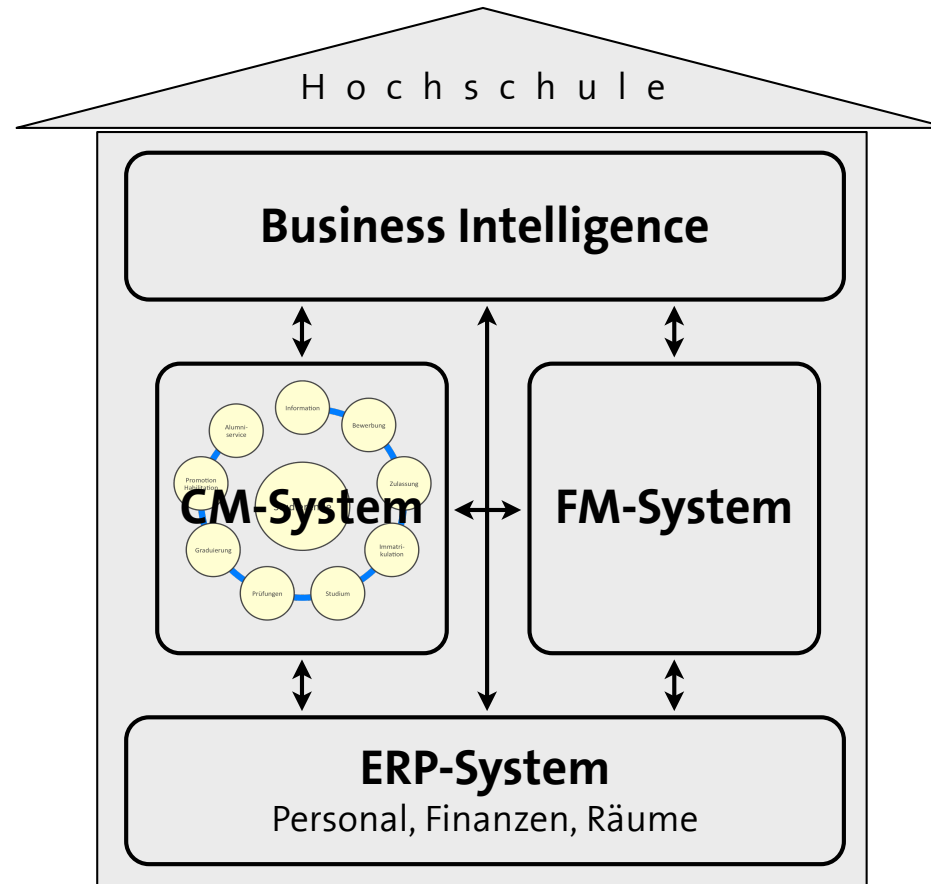 Hochschule
Business Intelligence
Information
Bewerbung
Alumni-
service
Zulassung
Promotion
Habilitation
CM-System
FM-System
Immatri-
kulation
Graduierung
Studium
Prüfungen
ERP-System
Personal, Finanzen, Räume